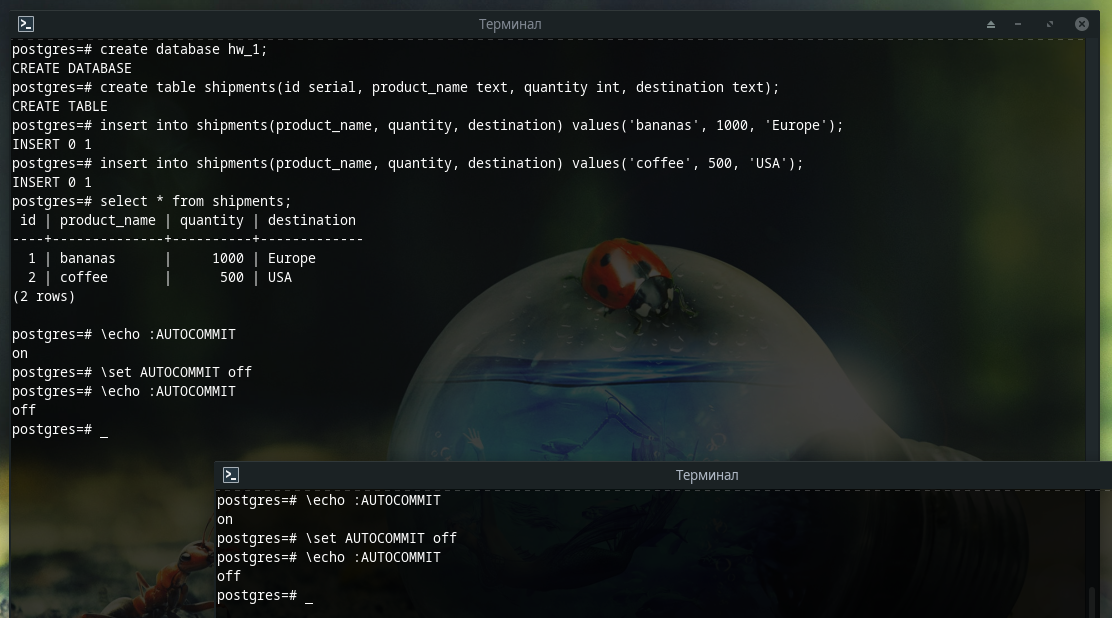 Терминал
postgres=# create database hw_1;
CREATE DATABASE
postgres=# create table shipments(id serial, product_name text, quantity int, destination text);
CREATE TABLE
postgres=# insert into shipments(product_name, quantity, destination) values('bananas', 1000, 'Europe');
INSERT 0 1
postgres=# insert into shipments(product_name, quantity, destination) values('coffee', 500, 'USA');
INSERT 0 1
postgres=# select * from shipments;
 id | product_name | quantity | destination
----+--------------+----------+-------------
  1 | bananas      |     1000 | Europe
  2 | coffee       |      500 | USA
(2 rows)

postgres=# \echo :AUTOCOMMIT
on
postgres=# \set AUTOCOMMIT off
postgres=# \echo :AUTOCOMMIT
off
postgres=# _
Терминал
postgres=# \echo :AUTOCOMMIT
on
postgres=# \set AUTOCOMMIT off
postgres=# \echo :AUTOCOMMIT
off
postgres=# _